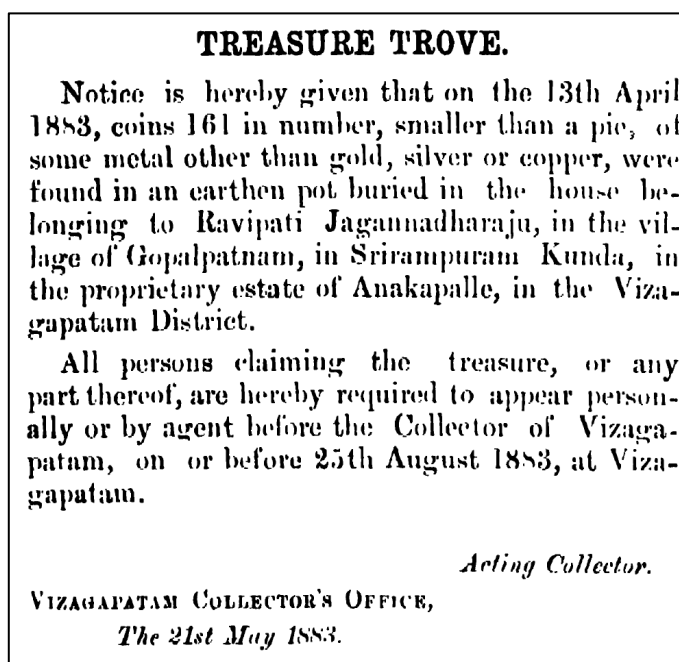 TREASURE TROVE.
Notice is hereby given that on the 13th April
1883, coins 161 in number, smaller than a pie, of
some metal other than gold, silver or copper, were
found in an earthen pot buried in the house be-
longing to Ravipati Jagannadharaju, in the vil-
lage of Gopalpatnam, in Srirampuram Kunda, in
the proprietary estate of Anakapalle, in the Viza-
gapatam District.
All persons claiming the treasure, or any
part thereof, are hereby required to appear person-
ally or by agent before the Collector of Vizaga-
patam, on or before 25th August 1883, at Viza-
gapatam.
Acting Collector.
VIZAGAPATAM COLLECTOR'S OFFICE,
The 21st May 1883.